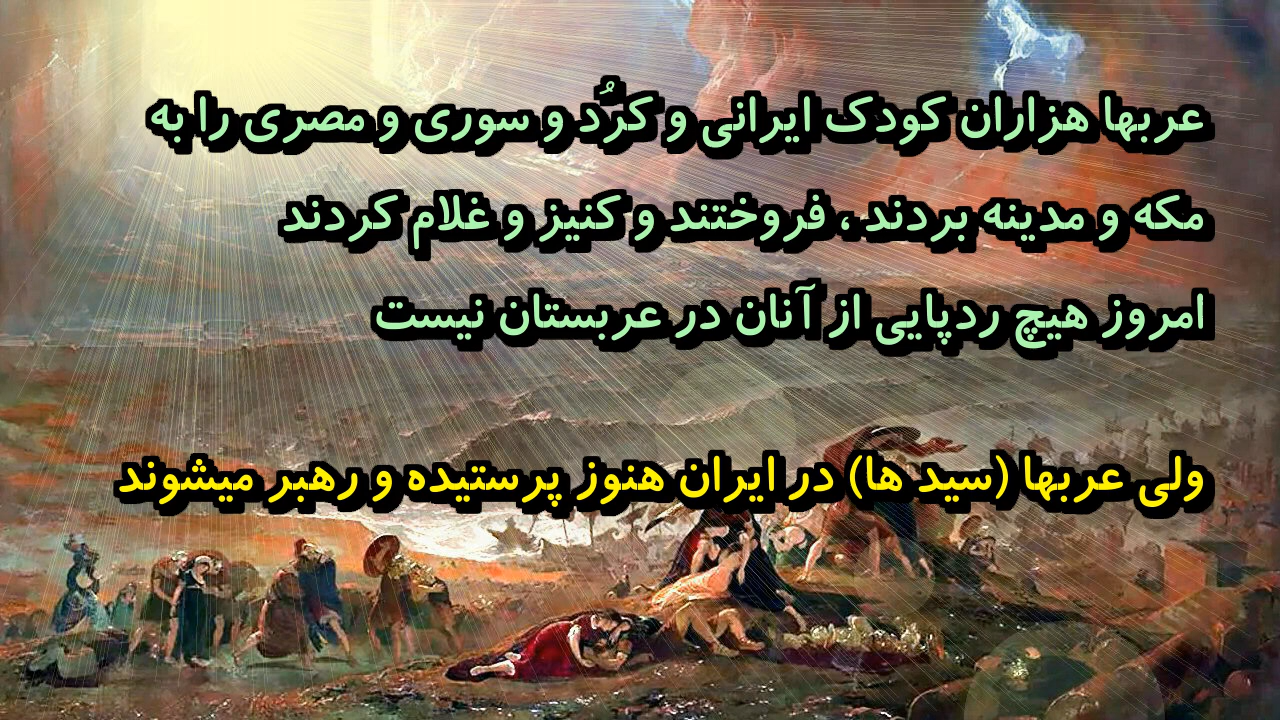 عربها هزاران کودک ایرانی و کرُد و سوری و مصری را به
مکه و مدینه بردند ، فروختند و کنیز و غلام کردند
امروز هیچ ردپایی از آنان در عربستان نیست
ولی عربها (سید ها) در ایران هنوز پرستیده و رهبر میشوند